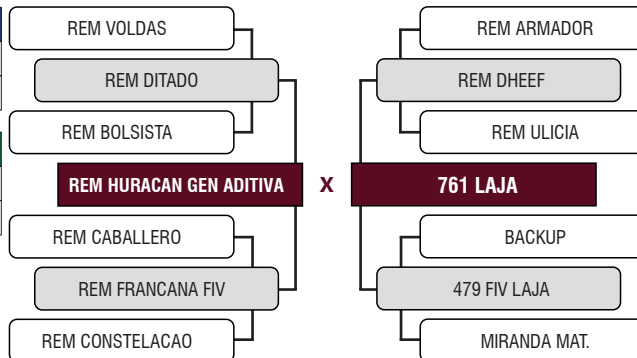 REM VOLDAS
REM DITADO
REM BOLSISTA
REM HURACAN GEN ADITIVA
REM CABALLERO
REM FRANCANA FIV
REM CONSTELACAO
X
REM ARMADOR
REM DHEEF
REM ULICIA
761 LAJA
BACKUP
479 FIV LAJA
MIRANDA MAT.